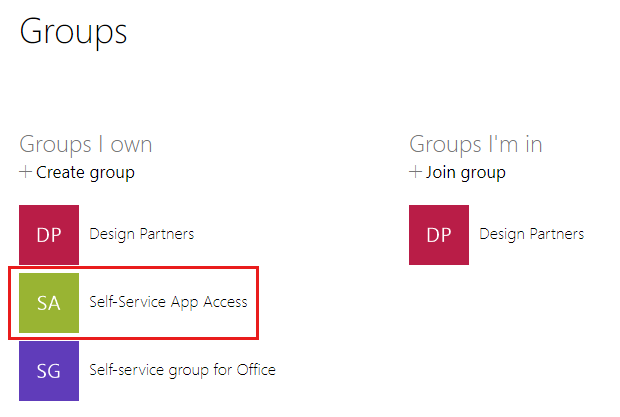 Groups
Groups I own
+ Create group
DP Design Partners
SA Self-Service App Access
SG Self-service group for Office
Groups I'm in
+ Join group
DP Design Partners